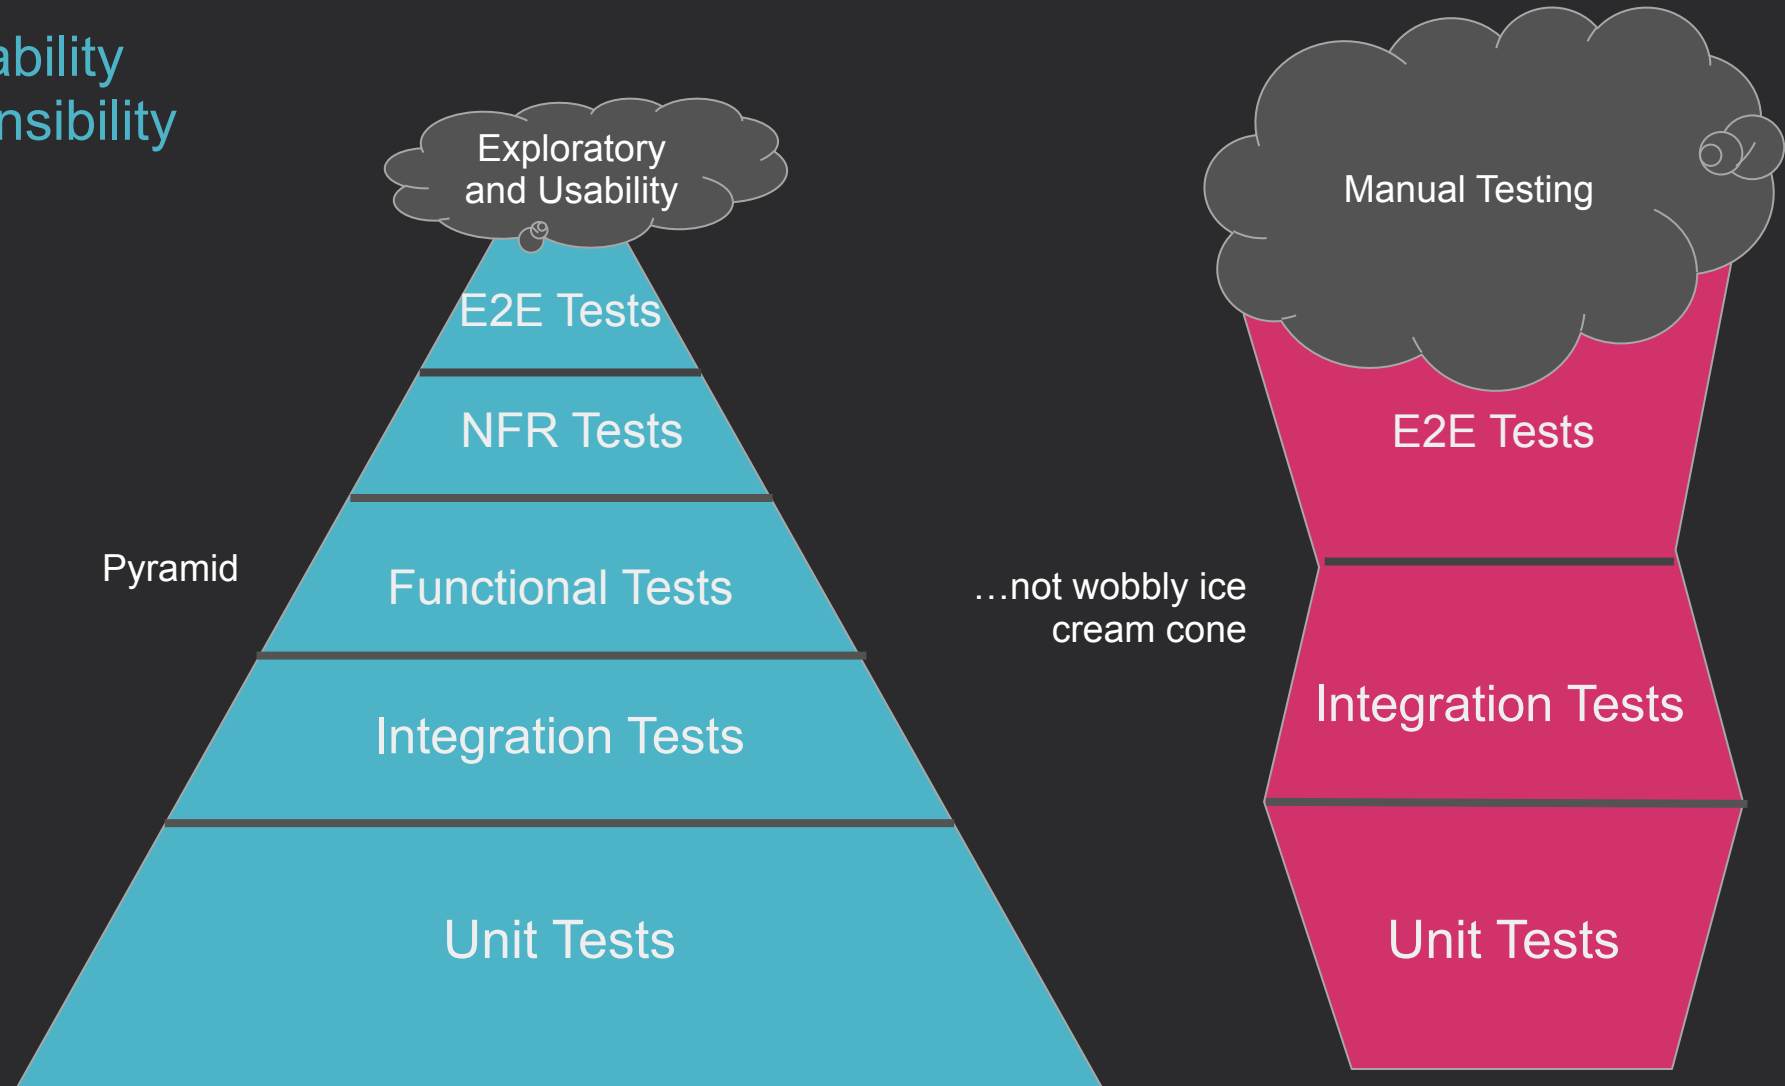 ability
nsibility
Exploratory
and Usability
E2E Tests
NFR Tests
Pyramid
Functional Tests
Integration Tests
Unit Tests
Manual Testing
E2E Tests
…not wobbly ice
cream cone
Integration Tests
Unit Tests